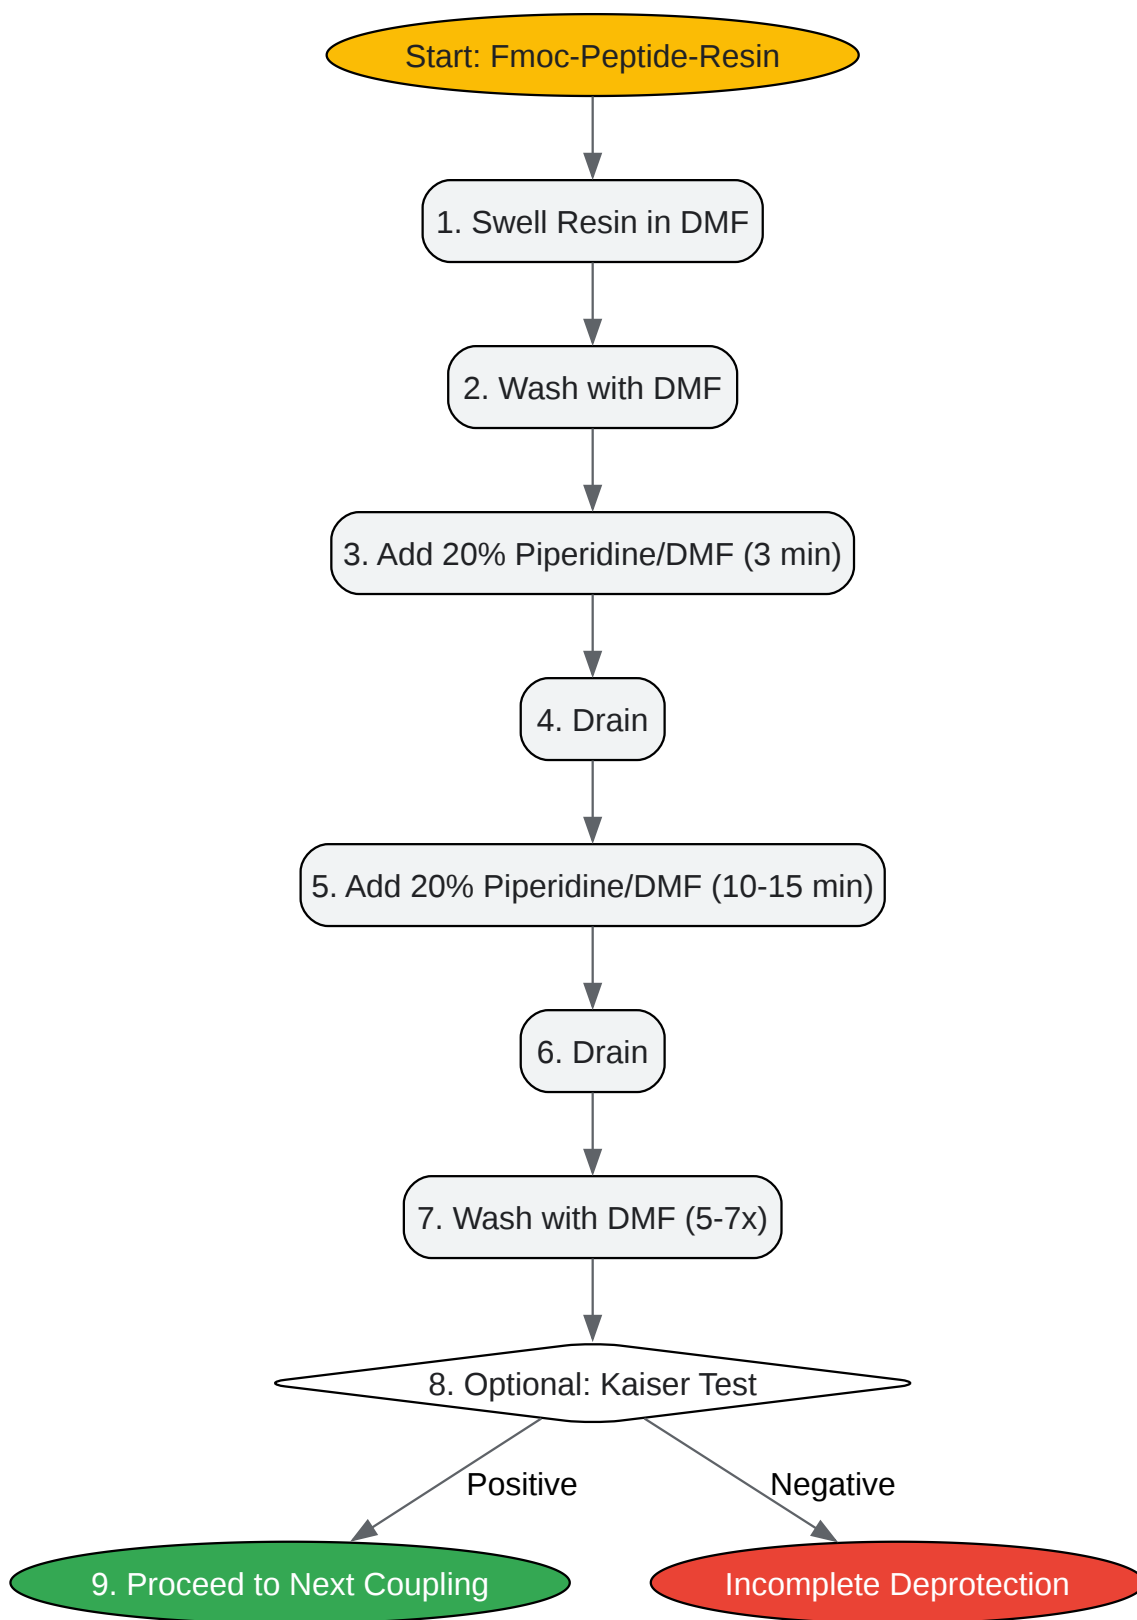 Start: Fmoc-Peptide-Resin
1. Swell Resin in DMF
2. Wash with DMF
3. Add 20% Piperidine/DMF (3 min)
4. Drain
5. Add 20% Piperidine/DMF (10-15 min)
6. Drain
7. Wash with DMF (5-7x)
8. Optional: Kaiser Test
Positive
Negative
9. Proceed to Next Coupling
Incomplete Deprotection